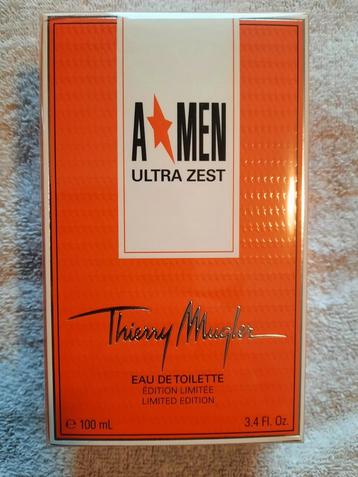 A★MEN
ULTRA ZEST
Thierry Mugler
EAU DE TOILETTE
ÉDITION LIMITÉE
LIMITED EDITION
℮ 100 mL 3.4 Fl. Oz.